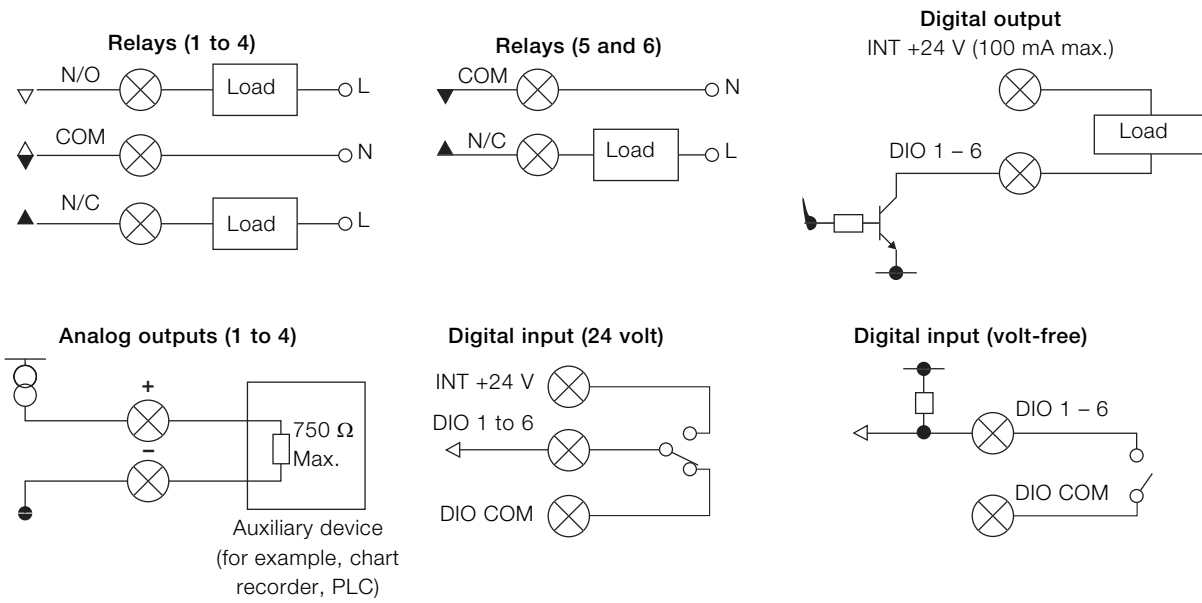 Relays (1 to 4)
N/O
Load
L
COM
N
N/C
Load
L
Relays (5 and 6)
COM
N
N/C
Load
L
Digital output
INT +24 V (100 mA max.)
Load
DIO 1 – 6
Analog outputs (1 to 4)
+
–
750 Ω
Max.
Auxiliary device
(for example, chart
recorder, PLC)
Digital input (24 volt)
INT +24 V
DIO 1 to 6
DIO COM
Digital input (volt-free)
DIO 1 – 6
DIO COM